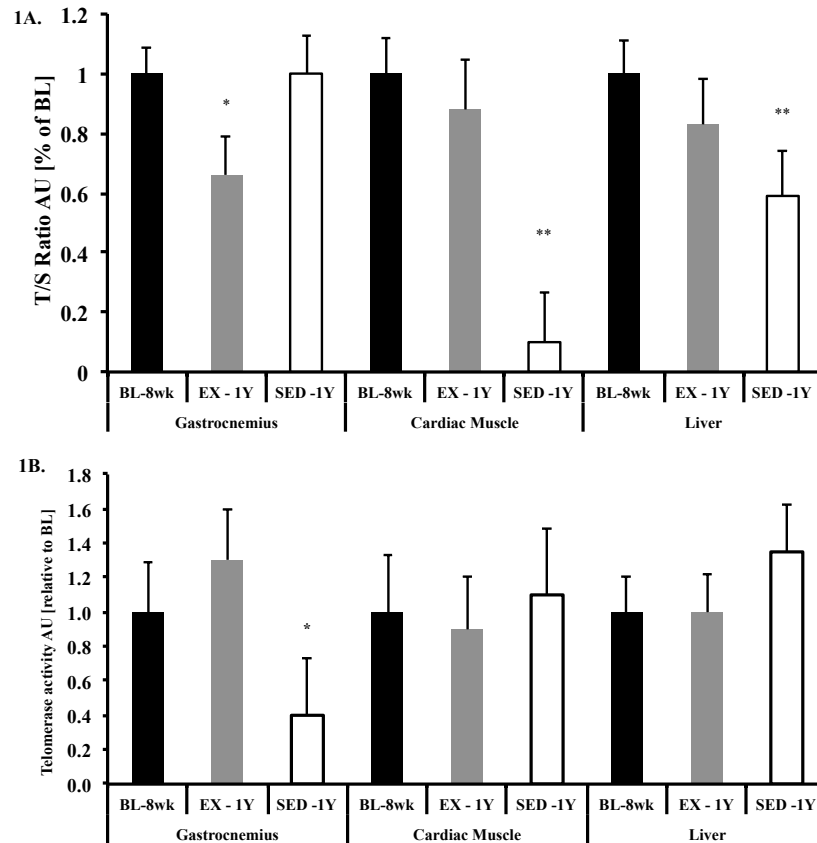 1A.
T/S Ratio AU [% of BL]
1.2
1
0.8
0.6
0.4
0.2
0
*
**
**
BL-8wk EX - 1Y SED -1Y BL-8wk EX - 1Y SED -1Y BL-8wk EX - 1Y SED -1Y
Gastrocnemius Cardiac Muscle Liver
1B.
Telomerase activity AU [relative to BL]
1.8
1.6
1.4
1.2
1.0
0.8
0.6
0.4
0.2
0.0
*
BL-8wk EX - 1Y SED -1Y BL-8wk EX - 1Y SED -1Y BL-8wk EX - 1Y SED -1Y
Gastrocnemius Cardiac Muscle Liver